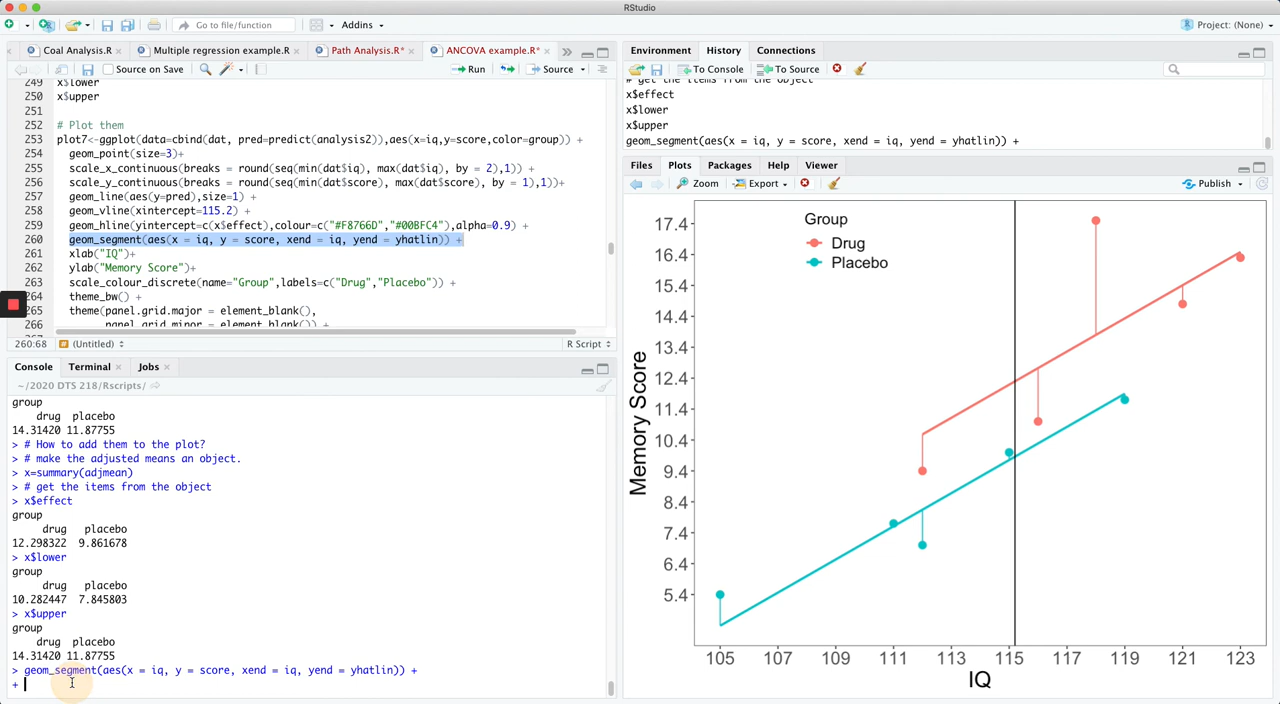 RStudio
Go to file/function
Addins
Project: (None)
Coal Analysis.R
Multiple regression example.R
Path Analysis.R*
ANCOVA example.R*
Source on Save
Run
Source
249 x$lower
250 x$upper
251
252 # Plot them
253 plot7<-ggplot(data=cbind(dat, pred=predict(analysis2)),aes(x=iq,y=score,color=group)) +
254 geom_point(size=3)+
255 scale_x_continuous(breaks = round(seq(min(dat$iq), max(dat$iq), by = 2),1)) +
256 scale_y_continuous(breaks = round(seq(min(dat$score), max(dat$score), by = 1),1))+
257 geom_line(aes(y=pred),size=1) +
258 geom_vline(xintercept=115.2) +
259 geom_hline(yintercept=c(x$effect),colour=c("#F8766D","#00BFC4"),alpha=0.9) +
260 geom_segment(aes(x = iq, y = score, xend = iq, yend = yhatlin)) +
261 xlab("IQ")+
262 ylab("Memory Score")+
263 scale_colour_discrete(name="Group",labels=c("Drug","Placebo")) +
264 theme_bw() +
265 theme(panel.grid.major = element_blank(),
266 panel.grid.minor = element_blank()) +
260:68
(Untitled)
R Script
Console
Terminal
Jobs
~/2020 DTS 218/Rscripts/
group
drug placebo
14.31420 11.87755
> # How to add them to the plot?
> # make the adjusted means an object.
> x=summary(adjmean)
> # get the items from the object
> x$effect
group
drug placebo
12.298322 9.861678
> x$lower
group
drug placebo
10.282447 7.845803
> x$upper
group
drug placebo
14.31420 11.87755
> geom_segment(aes(x = iq, y = score, xend = iq, yend = yhatlin)) +
+
Environment
History
Connections
To Console
To Source
# get the items from the object
x$effect
x$lower
x$upper
geom_segment(aes(x = iq, y = score, xend = iq, yend = yhatlin)) +
Files
Plots
Packages
Help
Viewer
Zoom
Export
Publish
Group
Drug
Placebo
17.4
16.4
15.4
14.4
13.4
12.4
11.4
10.4
9.4
8.4
7.4
6.4
5.4
Memory Score
105 107 109 111 113 115 117 119 121 123
IQ